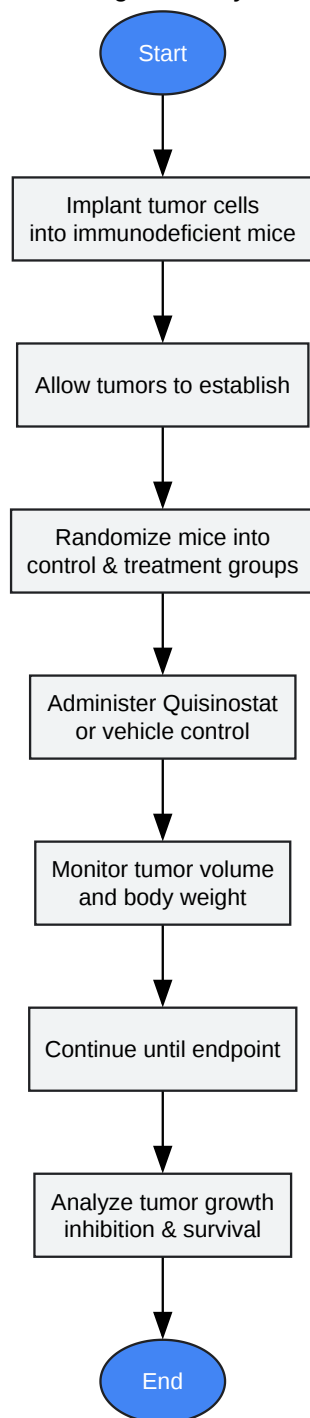 Start
Implant tumor cells
into immunodeficient mice
Allow tumors to establish
Randomize mice into
control & treatment groups
Administer Quisinostat
or vehicle control
Monitor tumor volume
and body weight
Continue until endpoint
Analyze tumor growth
inhibition & survival
End